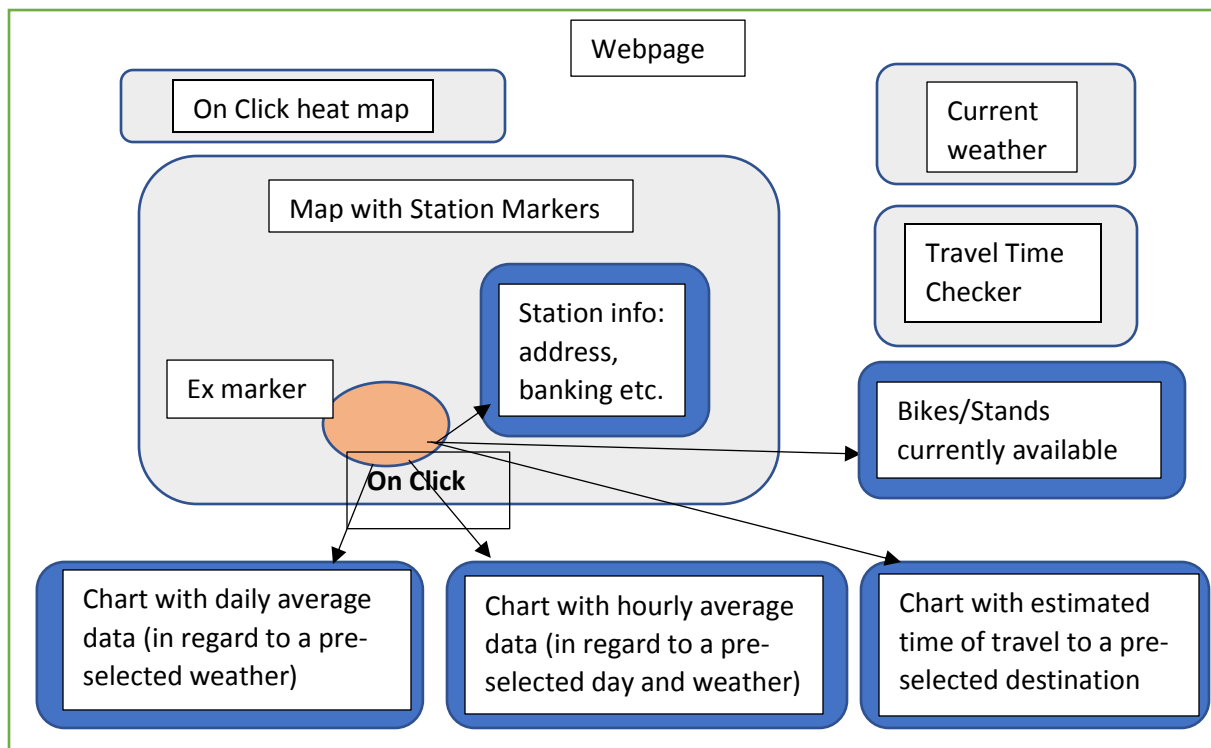 Webpage
On Click heat map
Current
weather
Map with Station Markers
Travel Time
Checker
Station info:
address,
banking etc.
Ex marker
Bikes/Stands
currently available
On Click
Chart with daily average
data (in regard to a pre-
selected weather)
Chart with hourly average
data (in regard to a pre-
selected day and weather)
Chart with estimated
time of travel to a pre-
selected destination